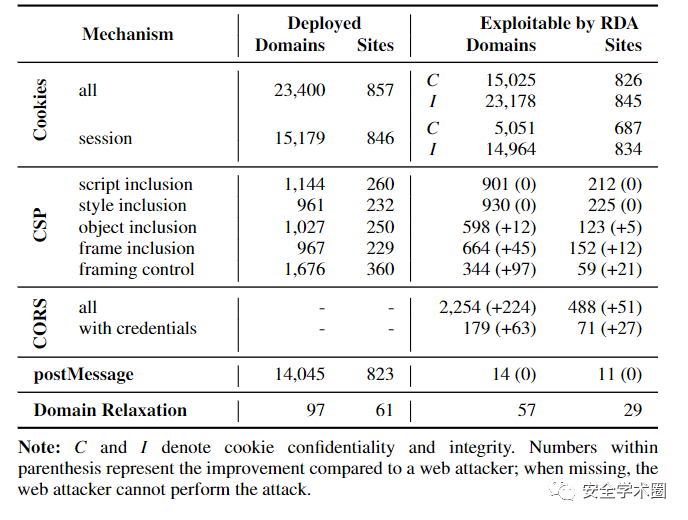 Mechanism Deployed Exploitable by RDA
Domains Sites Domains Sites
Cookies
all 23,400 857 C 15,025 826
I 23,178 845
session 15,179 846 C 5,051 687
I 14,964 834
CSP
script inclusion 1,144 260 901 (0) 212 (0)
style inclusion 961 232 930 (0) 225 (0)
object inclusion 1,027 250 598 (+12) 123 (+5)
frame inclusion 967 229 664 (+45) 152 (+12)
framing control 1,676 360 344 (+97) 59 (+21)
CORS
all - - 2,254 (+224) 488 (+51)
with credentials - - 179 (+63) 71 (+27)
postMessage 14,045 823 14 (0) 11 (0)
Domain Relaxation 97 61 57 29
Note: C and I denote cookie confidentiality and integrity. Numbers within
parenthesis represent the improvement compared to a web attacker; when missing, the
web attacker cannot perform the attack.
安全学术圈